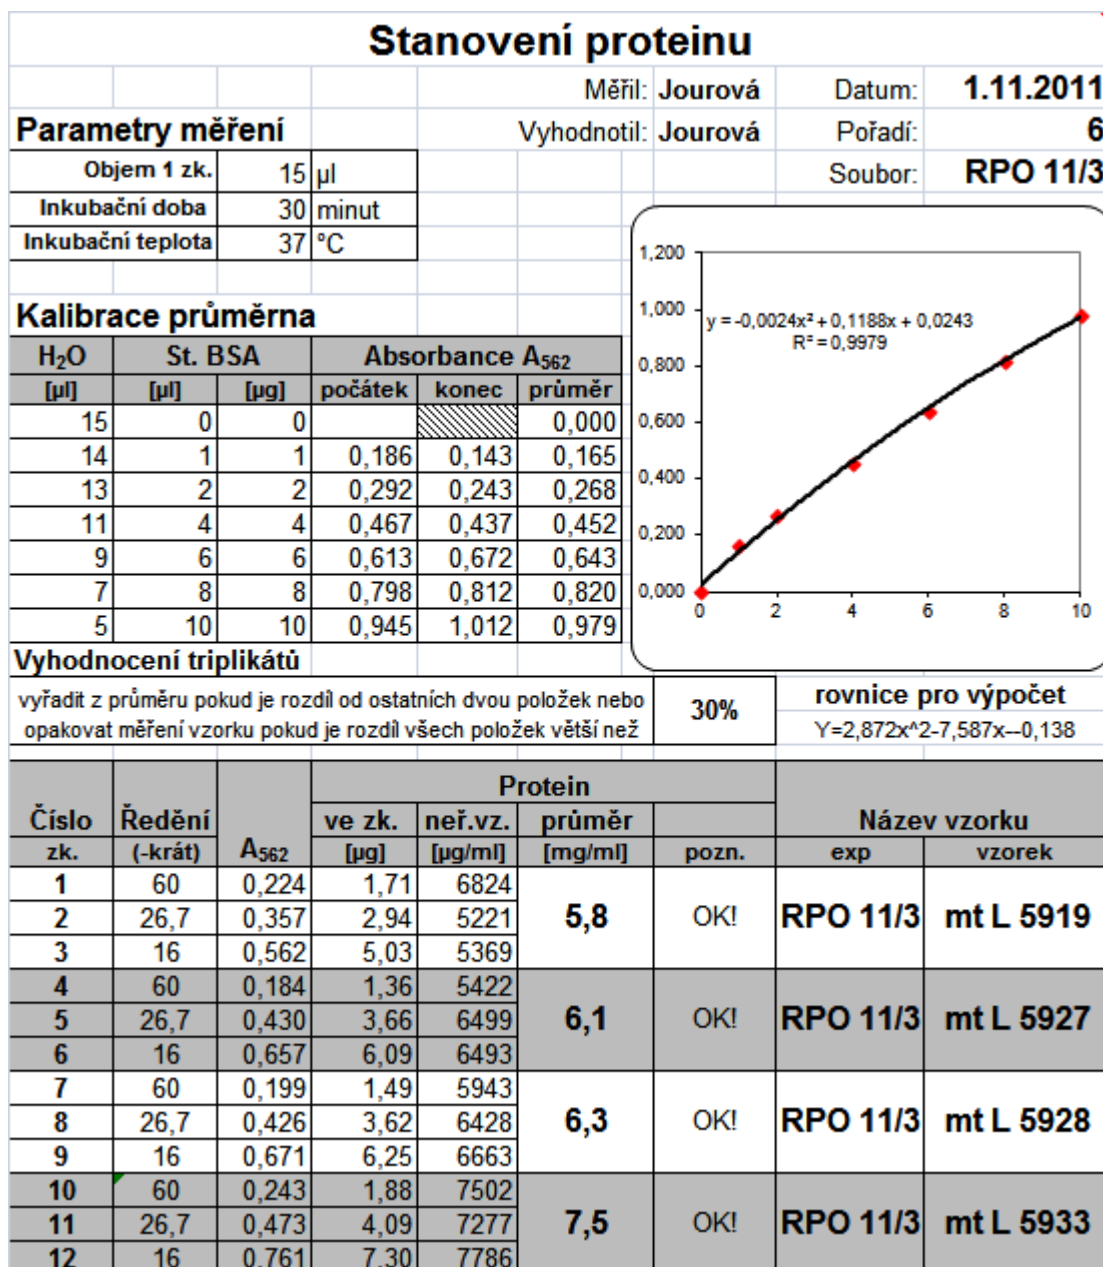 Stanovení proteinu
Měřil: Jourová Datum: 1.11.2011
Parametry měření Vyhodnotil: Jourová Pořadí: 6
Objem 1 zk. 15 µl Soubor: RPO 11/3
Inkubační doba 30 minut
Inkubační teplota 37 °C
Kalibrace průměrna
H₂O St. BSA Absorbance A₅₆₂
[µl] [µl] [µg] počátek konec průměr
15 0 0 0,000
14 1 1 0,186 0,143 0,165
13 2 2 0,292 0,243 0,268
11 4 4 0,467 0,437 0,452
9 6 6 0,613 0,672 0,643
7 8 8 0,798 0,812 0,820
5 10 10 0,945 1,012 0,979
1,200
1,000
y = -0,0024x² + 0,1188x + 0,0243
R² = 0,9979
0,800
0,600
0,400
0,200
0,000
0 2 4 6 8 10
Vyhodnocení triplikátů
vyřadit z průměru pokud je rozdíl od ostatních dvou položek nebo
opakovat měření vzorku pokud je rozdíl všech položek větší než
30%
rovnice pro výpočet
Y=2,872x^2-7,587x--0,138
Protein
Číslo Ředění ve zk. neř.vz. průměr Název vzorku
zk. (-krát) A₅₆₂ [µg] [µg/ml] [mg/ml] pozn. exp vzorek
1 60 0,224 1,71 6824
2 26,7 0,357 2,94 5221 5,8 OK! RPO 11/3 mt L 5919
3 16 0,562 5,03 5369
4 60 0,184 1,36 5422
5 26,7 0,430 3,66 6499 6,1 OK! RPO 11/3 mt L 5927
6 16 0,657 6,09 6493
7 60 0,199 1,49 5943
8 26,7 0,426 3,62 6428 6,3 OK! RPO 11/3 mt L 5928
9 16 0,671 6,25 6663
10 60 0,243 1,88 7502
11 26,7 0,473 4,09 7277 7,5 OK! RPO 11/3 mt L 5933
12 16 0,761 7,30 7786